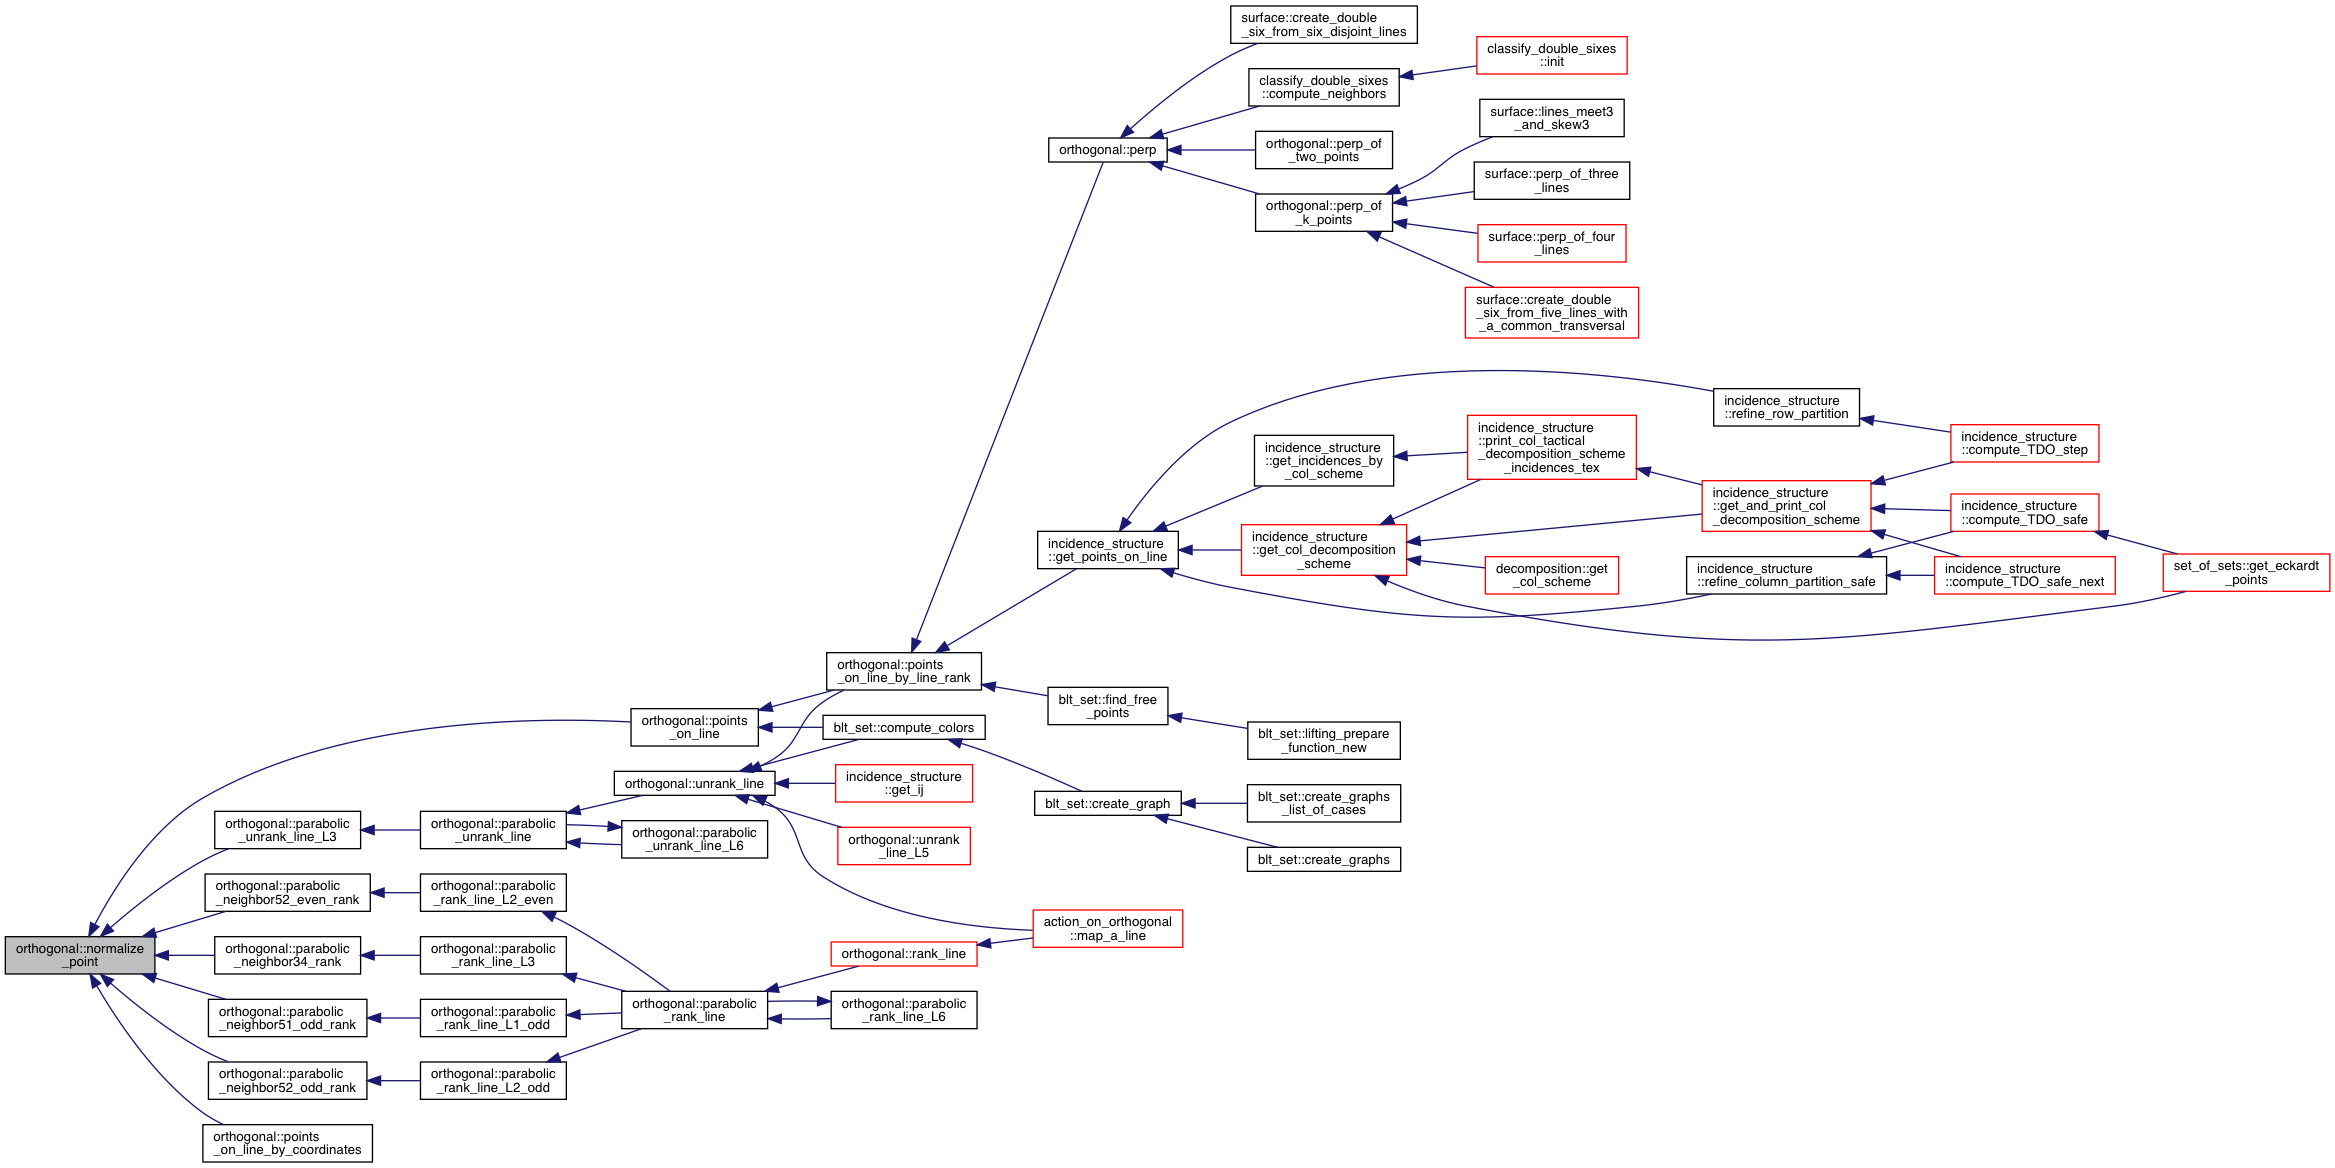 surface::create_double
_six_from_six_disjoint_lines
classify_double_sixes
::init
classify_double_sixes
::compute_neighbors
surface::lines_meet3
_and_skew3
orthogonal::perp
orthogonal::perp_of
_two_points
surface::perp_of_three
_lines
orthogonal::perp_of
_k_points
surface::perp_of_four
_lines
surface::create_double
_six_from_five_lines_with
_a_common_transversal
incidence_structure
::refine_row_partition
incidence_structure
::print_col_tactical
_decomposition_scheme
_incidences_tex
incidence_structure
::compute_TDO_step
incidence_structure
::get_incidences_by
_col_scheme
incidence_structure
::get_and_print_col
_decomposition_scheme
incidence_structure
::compute_TDO_safe
incidence_structure
::get_points_on_line
incidence_structure
::get_col_decomposition
_scheme
decomposition::get
_col_scheme
incidence_structure
::refine_column_partition_safe
incidence_structure
::compute_TDO_safe_next
set_of_sets::get_eckardt
_points
orthogonal::points
_on_line_by_line_rank
blt_set::find_free
_points
orthogonal::points
_on_line
blt_set::compute_colors
blt_set::lifting_prepare
_function_new
orthogonal::unrank_line
incidence_structure
::get_ij
blt_set::create_graph
blt_set::create_graphs
_list_of_cases
orthogonal::parabolic
_unrank_line_L3
orthogonal::parabolic
_unrank_line
orthogonal::parabolic
_unrank_line_L6
orthogonal::unrank
_line_L5
blt_set::create_graphs
orthogonal::parabolic
_neighbor52_even_rank
orthogonal::parabolic
_rank_line_L2_even
action_on_orthogonal
::map_a_line
orthogonal::normalize
_point
orthogonal::parabolic
_neighbor34_rank
orthogonal::parabolic
_rank_line_L3
orthogonal::rank_line
orthogonal::parabolic
_neighbor51_odd_rank
orthogonal::parabolic
_rank_line_L1_odd
orthogonal::parabolic
_rank_line
orthogonal::parabolic
_rank_line_L6
orthogonal::parabolic
_neighbor52_odd_rank
orthogonal::parabolic
_rank_line_L2_odd
orthogonal::points
_on_line_by_coordinates